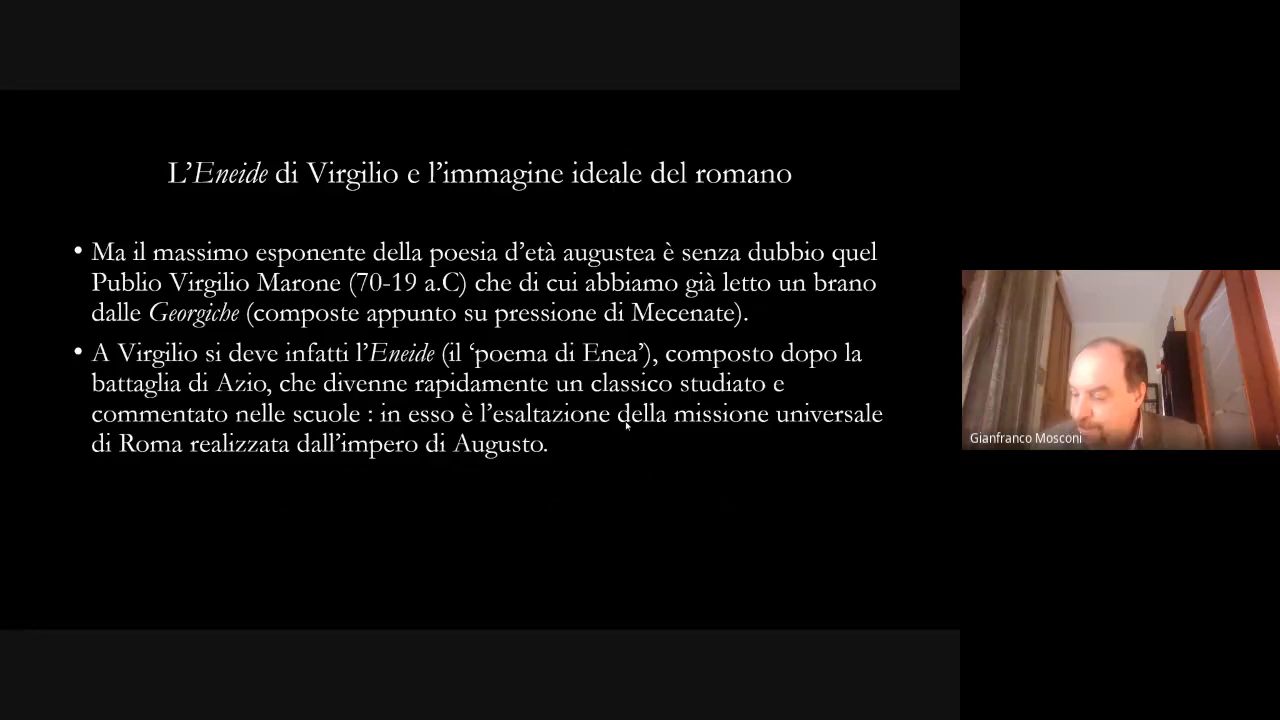 L’Eneide di Virgilio e l’immagine ideale del romano
• Ma il massimo esponente della poesia d’età augustea è senza dubbio quel
Publio Virgilio Marone (70-19 a.C) che di cui abbiamo già letto un brano
dalle Georgiche (composte appunto su pressione di Mecenate).
• A Virgilio si deve infatti l’Eneide (il ‘poema di Enea’), composto dopo la
battaglia di Azio, che divenne rapidamente un classico studiato e
commentato nelle scuole : in esso è l’esaltazione della missione universale
di Roma realizzata dall’impero di Augusto.
Gianfranco Mosconi